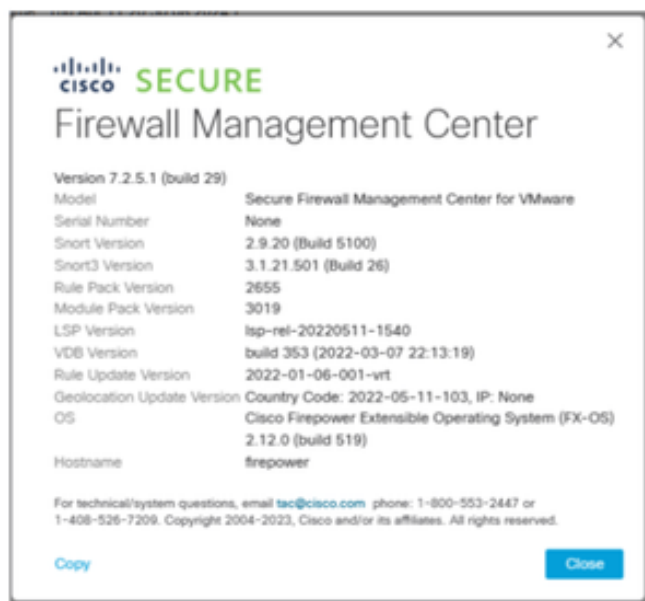 CISCO SECURE
Firewall Management Center
Version 7.2.5.1 (build 29)
Model Secure Firewall Management Center for VMware
Serial Number None
Snort Version 2.9.20 (Build 5100)
Snort3 Version 3.1.21.501 (Build 26)
Rule Pack Version 2655
Module Pack Version 3019
LSP Version lsp-rel-20220511-1540
VDB Version build 353 (2022-03-07 22:13:19)
Rule Update Version 2022-01-06-001-vrt
Geolocation Update Version Country Code: 2022-05-11-103, IP: None
OS Cisco Firepower Extensible Operating System (FX-OS)
2.12.0 (build 519)
Hostname firepower
For technical/system questions, email tac@cisco.com phone: 1-800-553-2447 or
1-408-526-7209. Copyright 2004-2023, Cisco and/or its affiliates. All rights reserved.
Copy Close